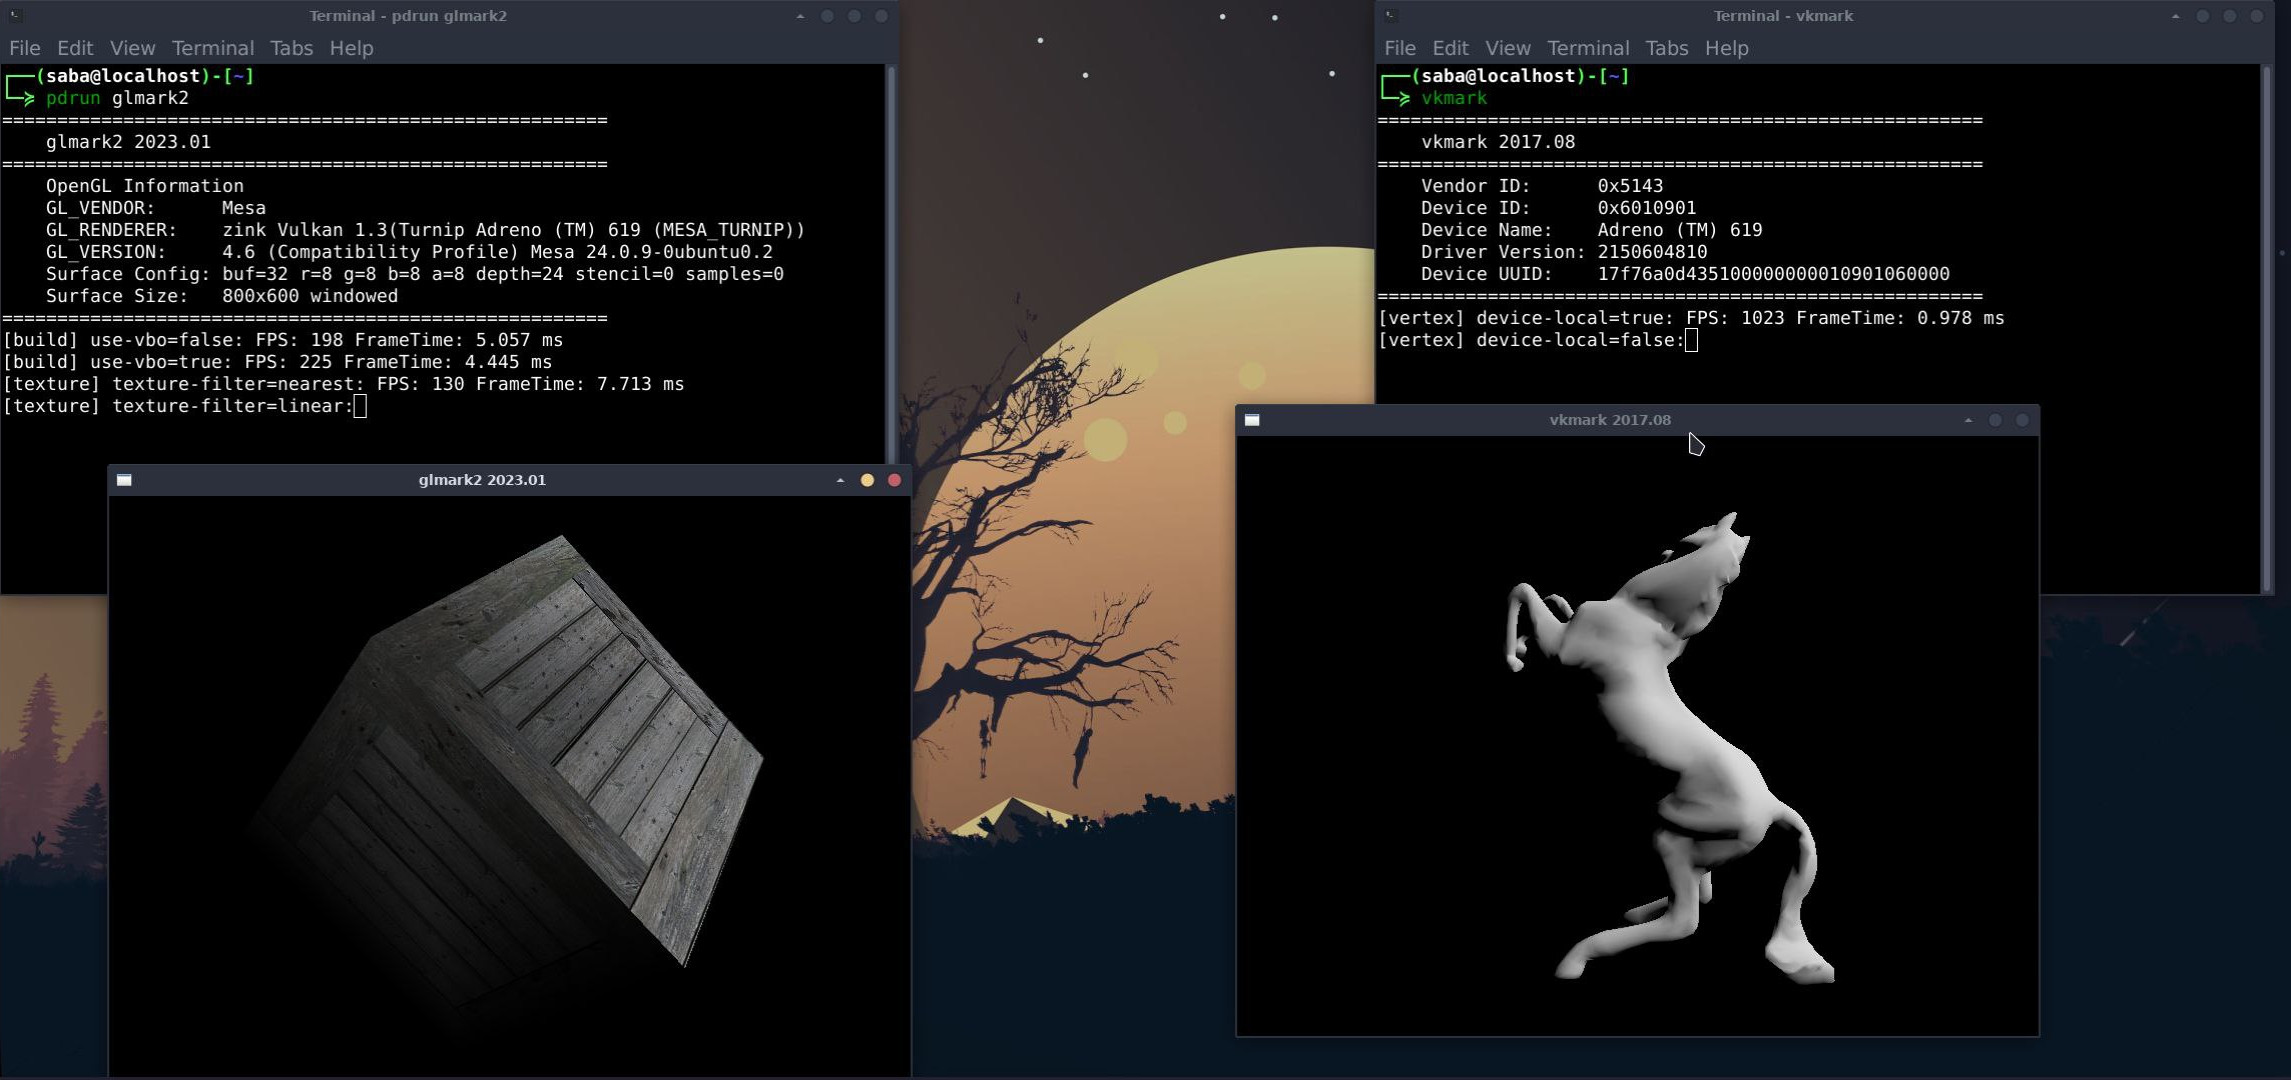 Terminal - pdrun glmark2
File Edit View Terminal Tabs Help
┌──(saba@localhost)-[~]
└─⋟ pdrun glmark2
=======================================================
    glmark2 2023.01
=======================================================
    OpenGL Information
    GL_VENDOR:      Mesa
    GL_RENDERER:    zink Vulkan 1.3(Turnip Adreno (TM) 619 (MESA_TURNIP))
    GL_VERSION:     4.6 (Compatibility Profile) Mesa 24.0.9-0ubuntu0.2
    Surface Config: buf=32 r=8 g=8 b=8 a=8 depth=24 stencil=0 samples=0
    Surface Size:   800x600 windowed
=======================================================
[build] use-vbo=false: FPS: 198 FrameTime: 5.057 ms
[build] use-vbo=true: FPS: 225 FrameTime: 4.445 ms
[texture] texture-filter=nearest: FPS: 130 FrameTime: 7.713 ms
[texture] texture-filter=linear:
glmark2 2023.01
Terminal - vkmark
File Edit View Terminal Tabs Help
┌──(saba@localhost)-[~]
└─⋟ vkmark
=======================================================
    vkmark 2017.08
=======================================================
    Vendor ID:      0x5143
    Device ID:      0x6010901
    Device Name:    Adreno (TM) 619
    Driver Version: 2150604810
    Device UUID:    17f76a0d435100000000010901060000
=======================================================
[vertex] device-local=true: FPS: 1023 FrameTime: 0.978 ms
[vertex] device-local=false:
vkmark 2017.08